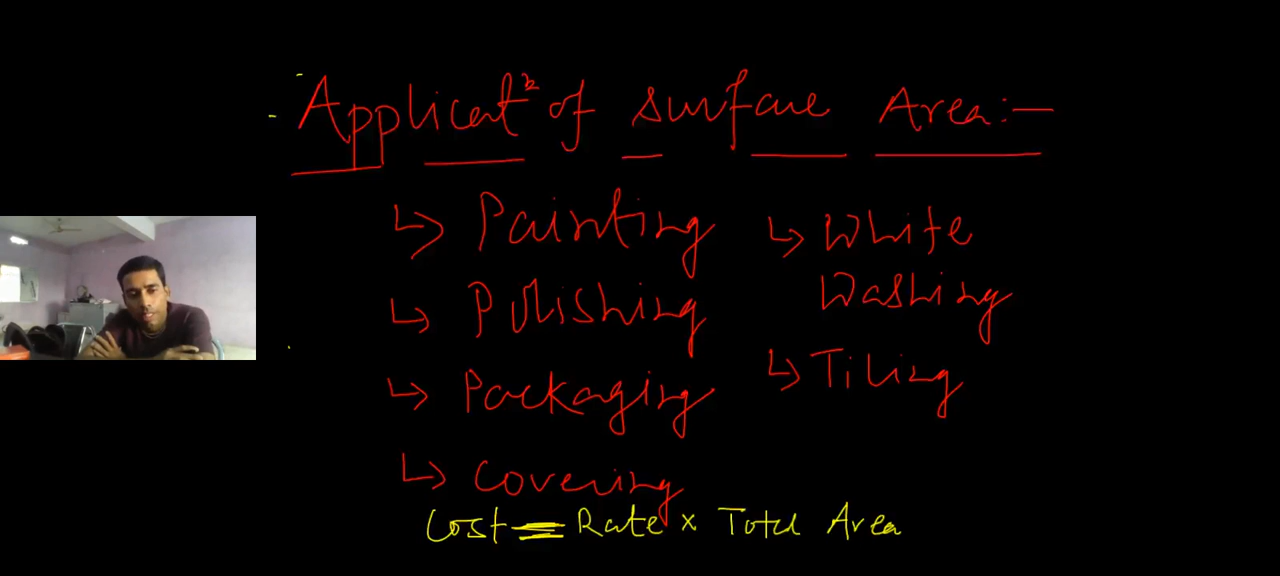 Applicatn of surface Area:-
↳ Painting
↳ Polishing
↳ Packaging
↳ Covering
↳ White
Washing
↳ Tiling
Cost = Rate × Total Area